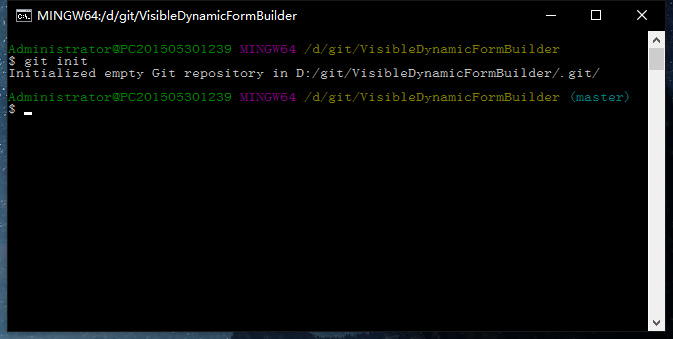 MINGW64:/d/git/VisibleDynamicFormBuilder
Administrator@PC201505301239 MINGW64 /d/git/VisibleDynamicFormBuilder
$ git init
Initialized empty Git repository in D:/git/VisibleDynamicFormBuilder/.git/
Administrator@PC201505301239 MINGW64 /d/git/VisibleDynamicFormBuilder (master)
$